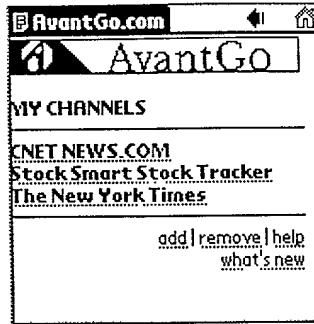 AvantGo.com
AvantGo
MY CHANNELS
CNET NEWS.COM
Stock Smart Stock Tracker
The New York Times
add | remove | help
what's new